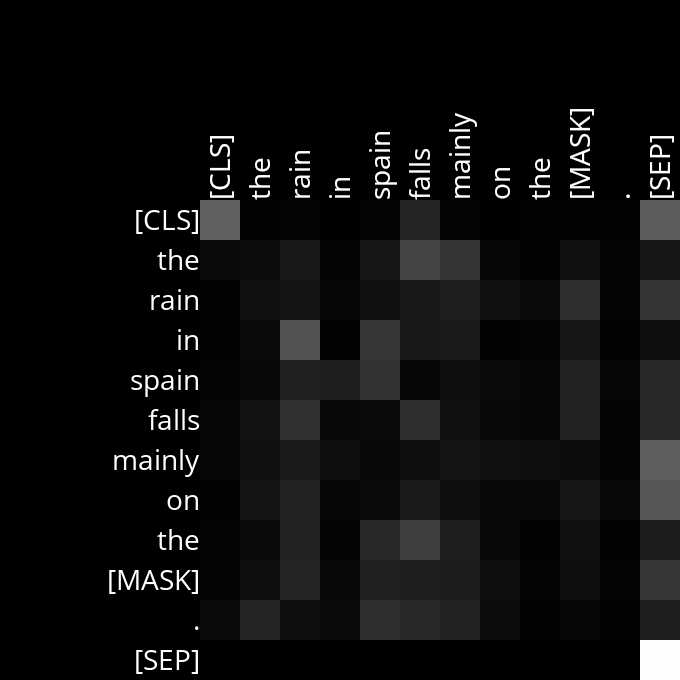 [CLS] the rain in spain falls mainly on the [MASK] . [SEP]
[CLS]
the
rain
in
spain
falls
mainly
on
the
[MASK]
.
[SEP]